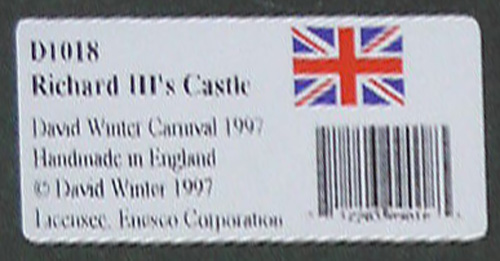 D1018
Richard III's Castle
David Winter Carnival 1997
Handmade in England
© David Winter 1997
Licensee, Enesco Corporation